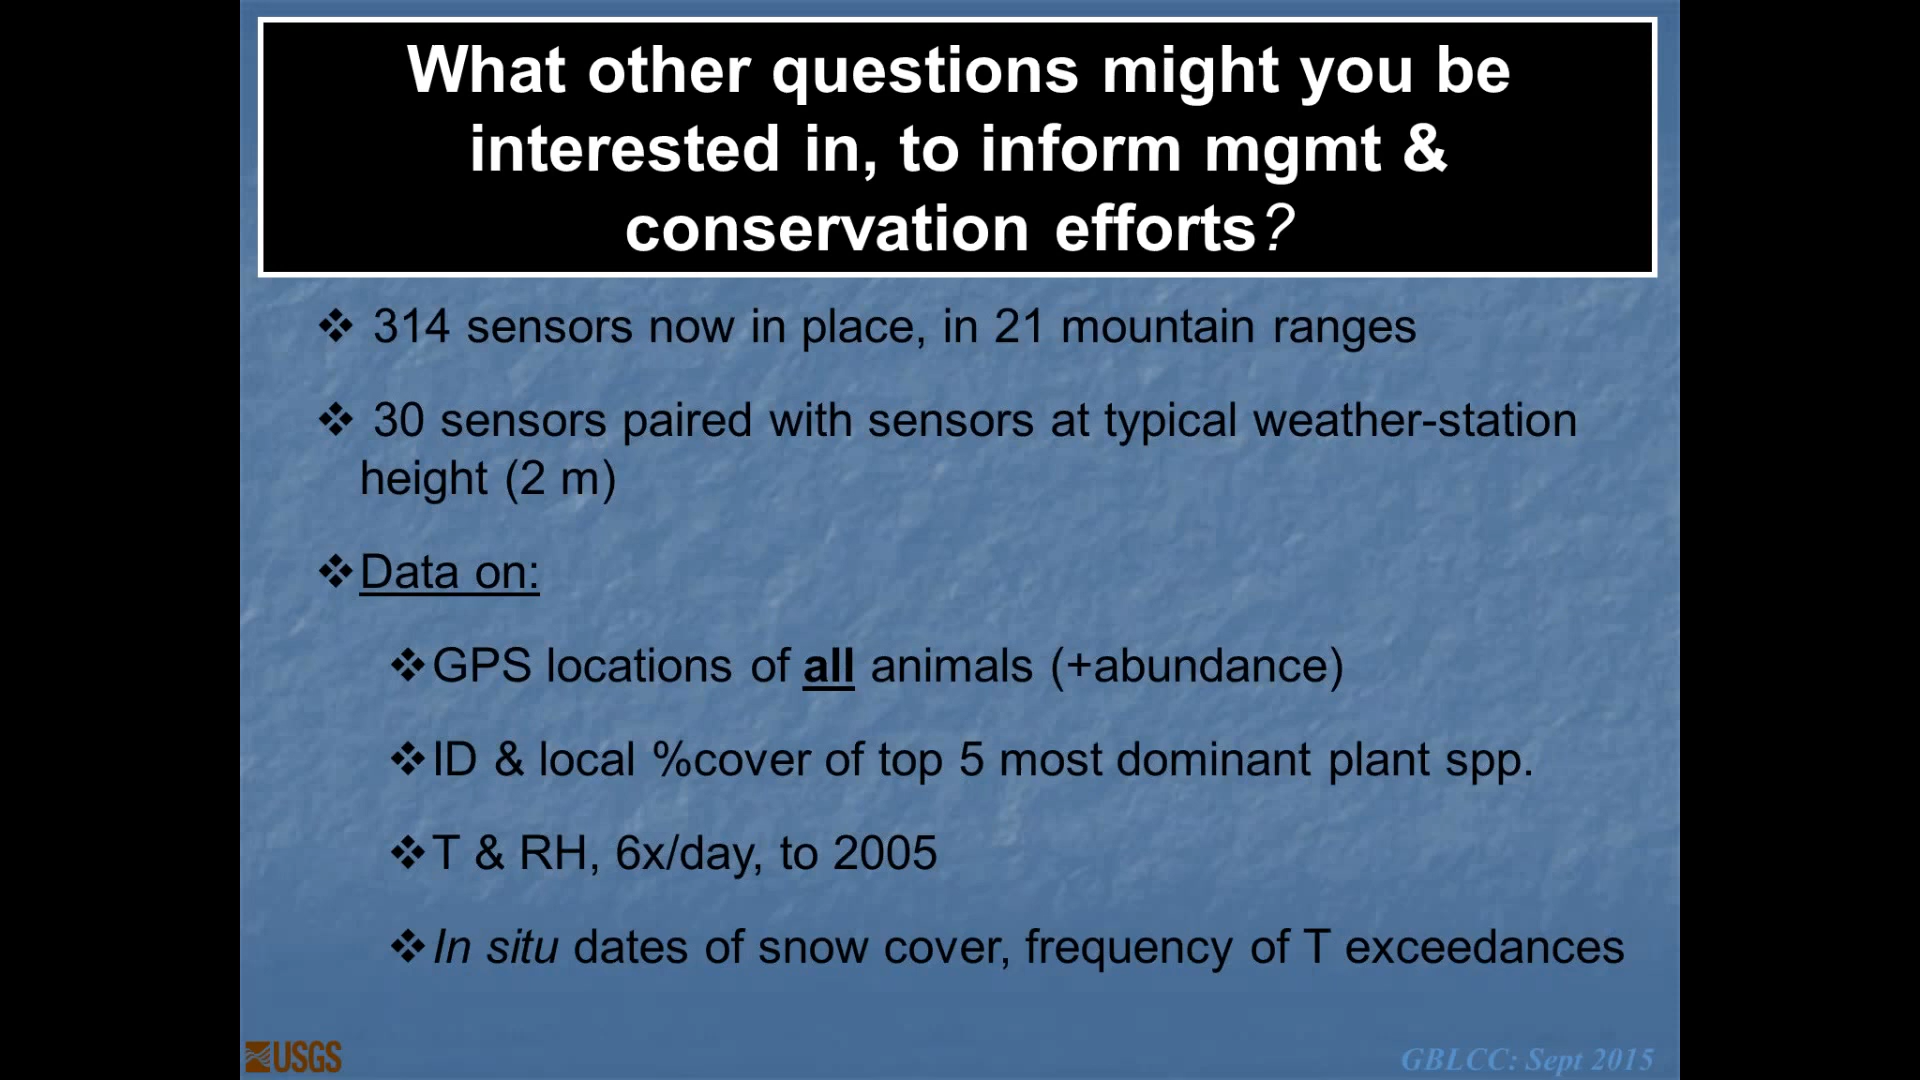 What other questions might you be
interested in, to inform mgmt &
conservation efforts?
❖ 314 sensors now in place, in 21 mountain ranges
❖ 30 sensors paired with sensors at typical weather-station
height (2 m)
❖ Data on:
❖ GPS locations of all animals (+abundance)
❖ ID & local %cover of top 5 most dominant plant spp.
❖ T & RH, 6x/day, to 2005
❖ In situ dates of snow cover, frequency of T exceedances
USGS
GBLCC: Sept 2015